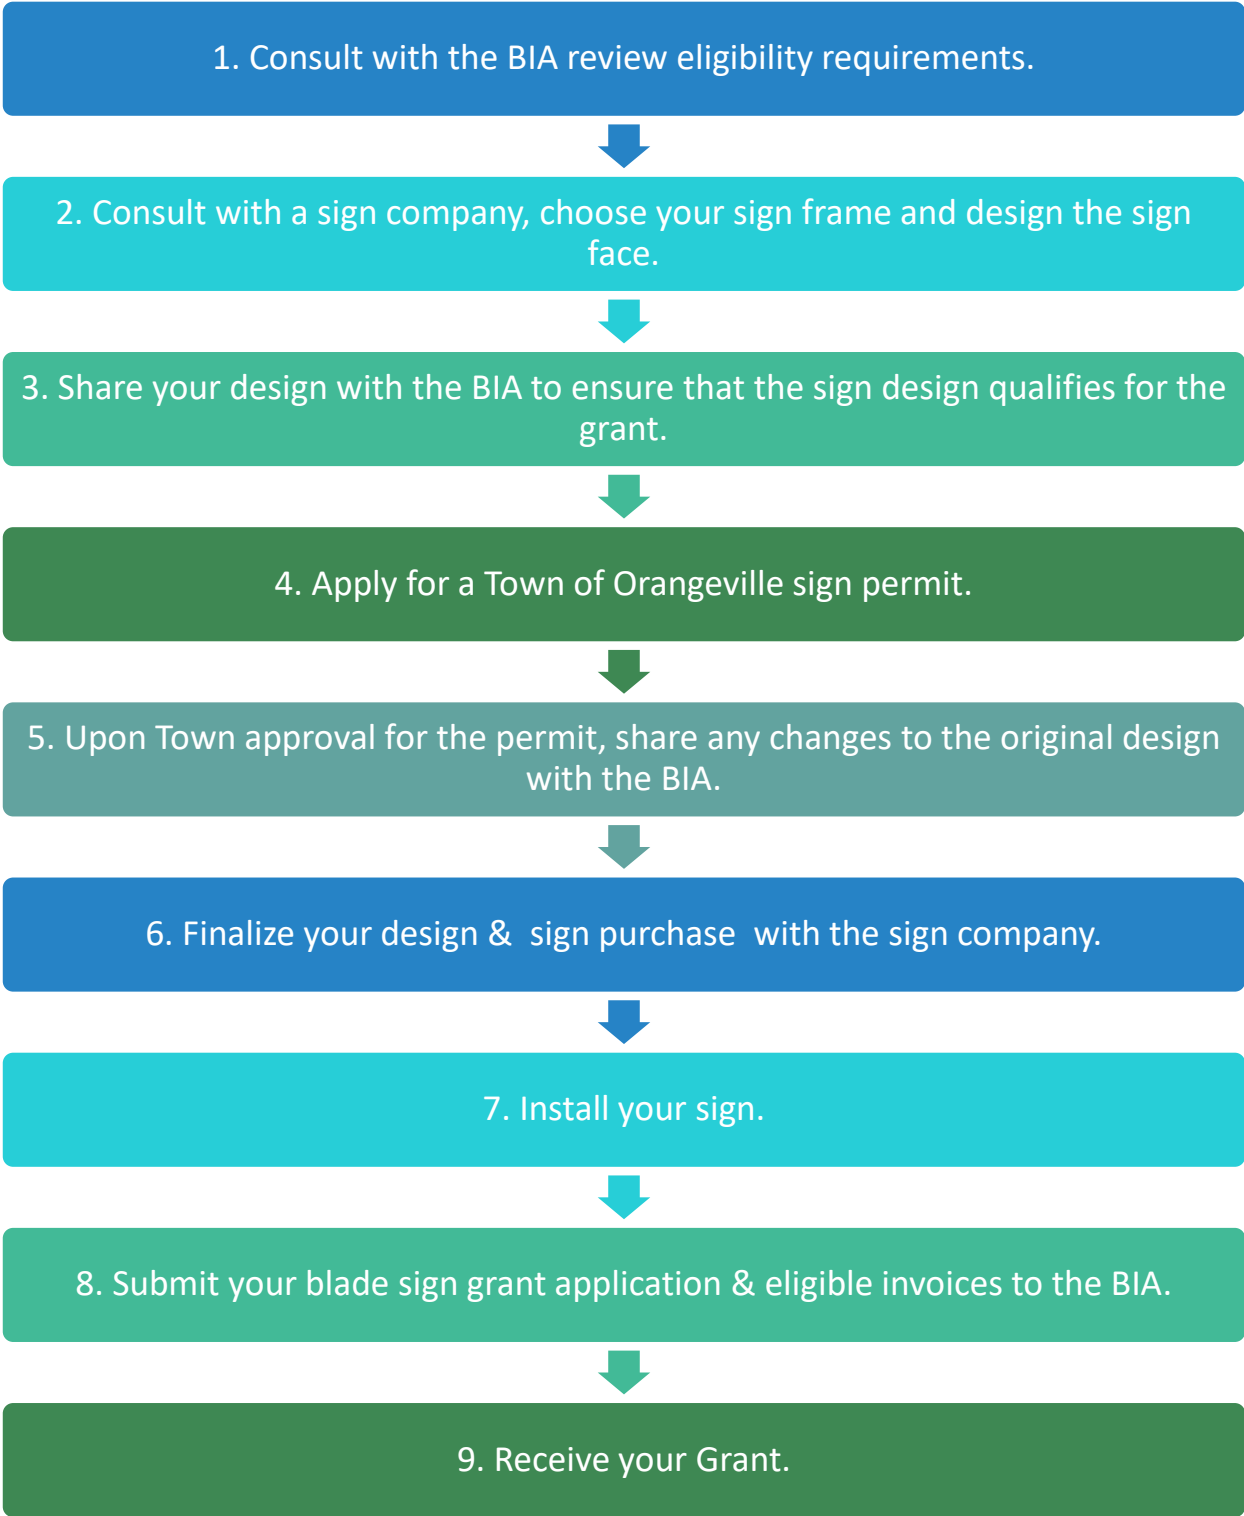 1. Consult with the BIA review eligibility requirements.
2. Consult with a sign company, choose your sign frame and design the sign
face.
3. Share your design with the BIA to ensure that the sign design qualifies for the
grant.
4. Apply for a Town of Orangeville sign permit.
5. Upon Town approval for the permit, share any changes to the original design
with the BIA.
6. Finalize your design &  sign purchase  with the sign company.
7. Install your sign.
8. Submit your blade sign grant application & eligible invoices to the BIA.
9. Receive your Grant.